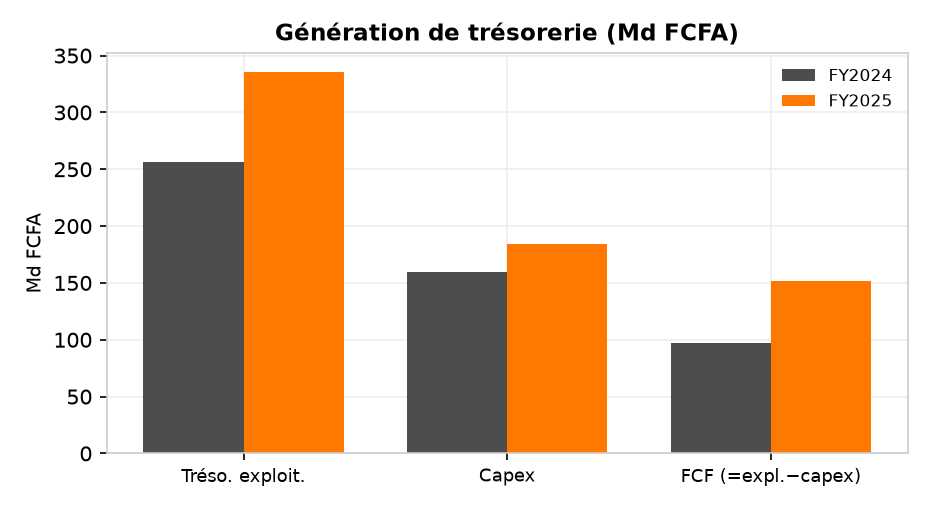 Génération de trésorerie (Md FCFA)
FY2024
FY2025
Md FCFA
350
300
250
200
150
100
50
0
Tréso. exploit.
Capex
FCF (=expl.−capex)